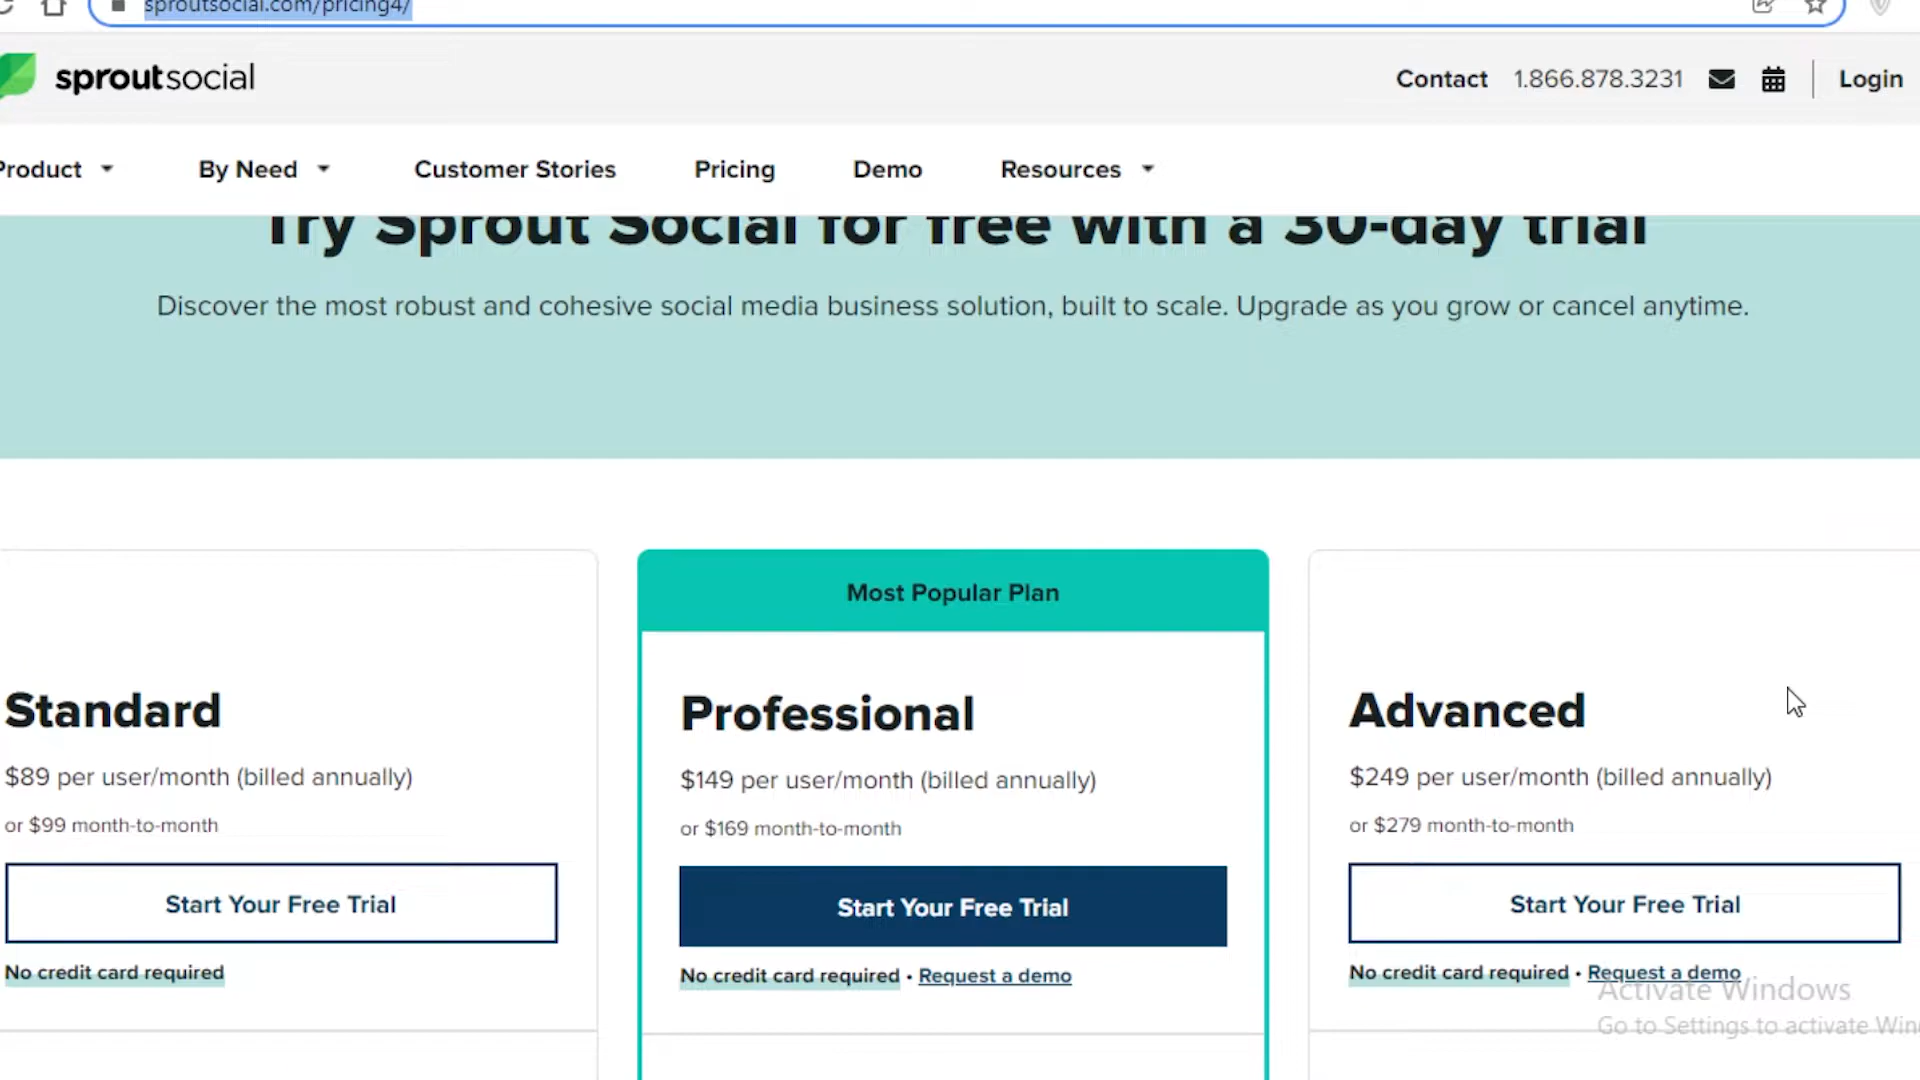 sproutsocial.com/pricing4/
sproutsocial
Contact 1.866.878.3231 Login
Product By Need Customer Stories Pricing Demo Resources
Try Sprout Social for free with a 30-day trial
Discover the most robust and cohesive social media business solution, built to scale. Upgrade as you grow or cancel anytime.
Most Popular Plan
Standard
$89 per user/month (billed annually)
or $99 month-to-month
Start Your Free Trial
No credit card required
Professional
$149 per user/month (billed annually)
or $169 month-to-month
Start Your Free Trial
No credit card required • Request a demo
Advanced
$249 per user/month (billed annually)
or $279 month-to-month
Start Your Free Trial
No credit card required • Request a demo
Activate Windows
Go to Settings to activate Win